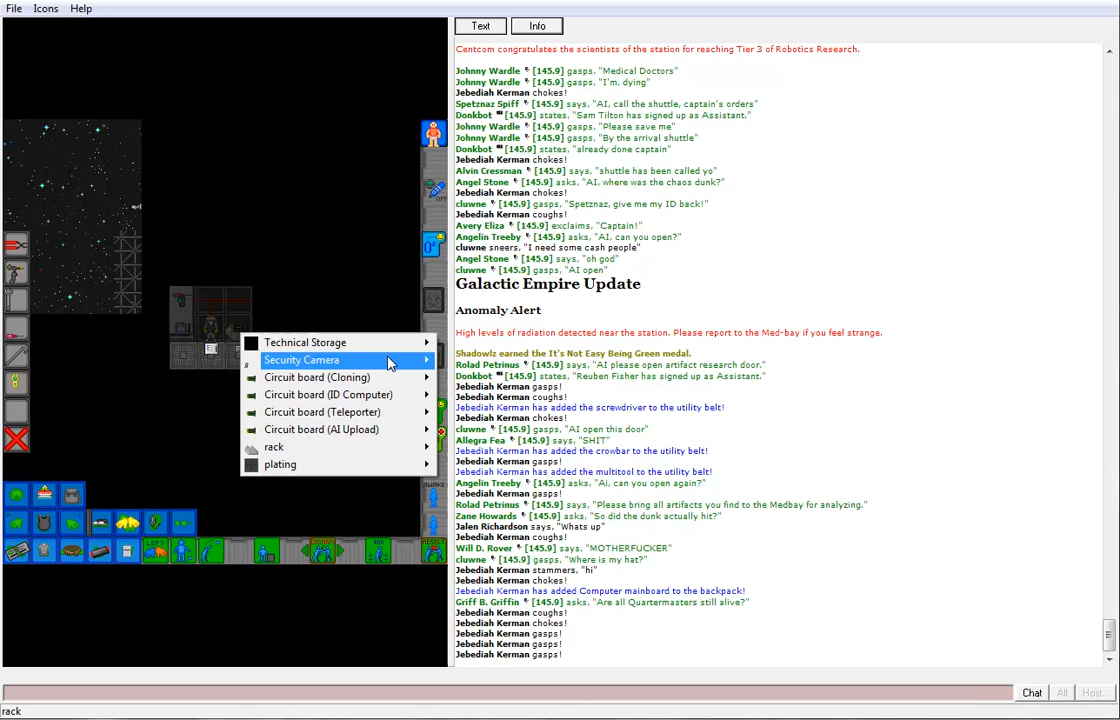 File Icons Help
Text Info
Centcom congratulates the scientists of the station for reaching Tier 3 of Robotics Research.
Johnny Wardle [145.9] gasps, "Medical Doctors"
Johnny Wardle [145.9] gasps, "I'm, dying"
Jebediah Kerman chokes!
Spetznaz Spiff [145.9] says, "AI, call the shuttle, captain's orders"
Donkbot [145.9] states, "Sam Tilton has signed up as Assistant."
Johnny Wardle [145.9] gasps, "Please save me"
Johnny Wardle [145.9] gasps, "By the arrival shuttle"
Donkbot [145.9] states, "already done captain"
Jebediah Kerman chokes!
Alvin Cressman [145.9] says, "shuttle has been called yo"
Angel Stone [145.9] asks, "AI, where was the chaos dunk?"
Jebediah Kerman chokes!
cluwne [145.9] gasps, "Spetznaz, give me my ID back!"
Jebediah Kerman coughs!
Avery Eliza [145.9] exclaims, "Captain!"
Angelin Treeby [145.9] asks, "AI, can you open?"
cluwne sneers, "I need some cash people"
Angel Stone [145.9] says, "oh god"
cluwne [145.9] gasps, "AI open"
Galactic Empire Update
Anomaly Alert
High levels of radiation detected near the station. Please report to the Med-bay if you feel strange.
Shadowlz earned the It's Not Easy Being Green medal.
Rolad Petrinus [145.9] says, "AI please open artifact research door."
Donkbot [145.9] states, "Reuben Fisher has signed up as Assistant."
Jebediah Kerman gasps!
Jebediah Kerman coughs!
Jebediah Kerman has added the screwdriver to the utility belt!
Jebediah Kerman chokes!
cluwne [145.9] gasps, "AI open this door"
Allegra Fea [145.9] says, "SHIT"
Jebediah Kerman has added the crowbar to the utility belt!
Jebediah Kerman gasps!
Jebediah Kerman has added the multitool to the utility belt!
Angelin Treeby [145.9] asks, "Ai, can you open again?"
Jebediah Kerman gasps!
Rolad Petrinus [145.9] says, "Please bring all artifacts you find to the Medbay for analyzing."
Zane Howards [145.9] asks, "So did the dunk actually hit?"
Jalen Richardson says, "Whats up"
Jebediah Kerman coughs!
Will D. Rover [145.9] says, "MOTHERFUCKER"
cluwne [145.9] gasps, "Where is my hat?"
Jebediah Kerman stammers, "hi"
Jebediah Kerman chokes!
Jebediah Kerman has added Computer mainboard to the backpack!
Griff B. Griffin [145.9] asks, "Are all Quartermasters still alive?"
Jebediah Kerman coughs!
Jebediah Kerman chokes!
Jebediah Kerman gasps!
Jebediah Kerman gasps!
Jebediah Kerman gasps!
OFF
Technical Storage
Security Camera
Circuit board (Cloning)
Circuit board (ID Computer)
Circuit board (Teleporter)
Circuit board (AI Upload)
rack
plating
AWAKE
LEFT
DISARM
RUN
RESIST
Chat Alt Host...
rack